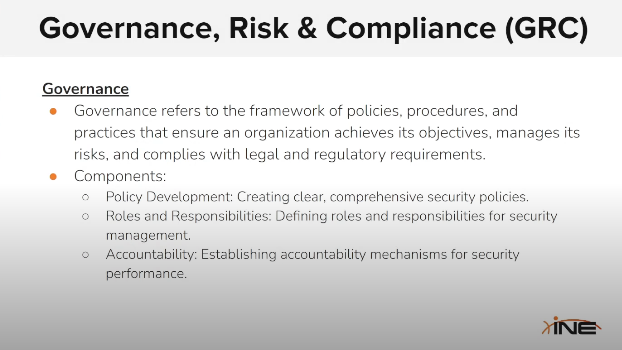 Governance, Risk & Compliance (GRC)
Governance
● Governance refers to the framework of policies, procedures, and
practices that ensure an organization achieves its objectives, manages its
risks, and complies with legal and regulatory requirements.
● Components:
○ Policy Development: Creating clear, comprehensive security policies.
○ Roles and Responsibilities: Defining roles and responsibilities for security
management.
○ Accountability: Establishing accountability mechanisms for security
performance.
INE